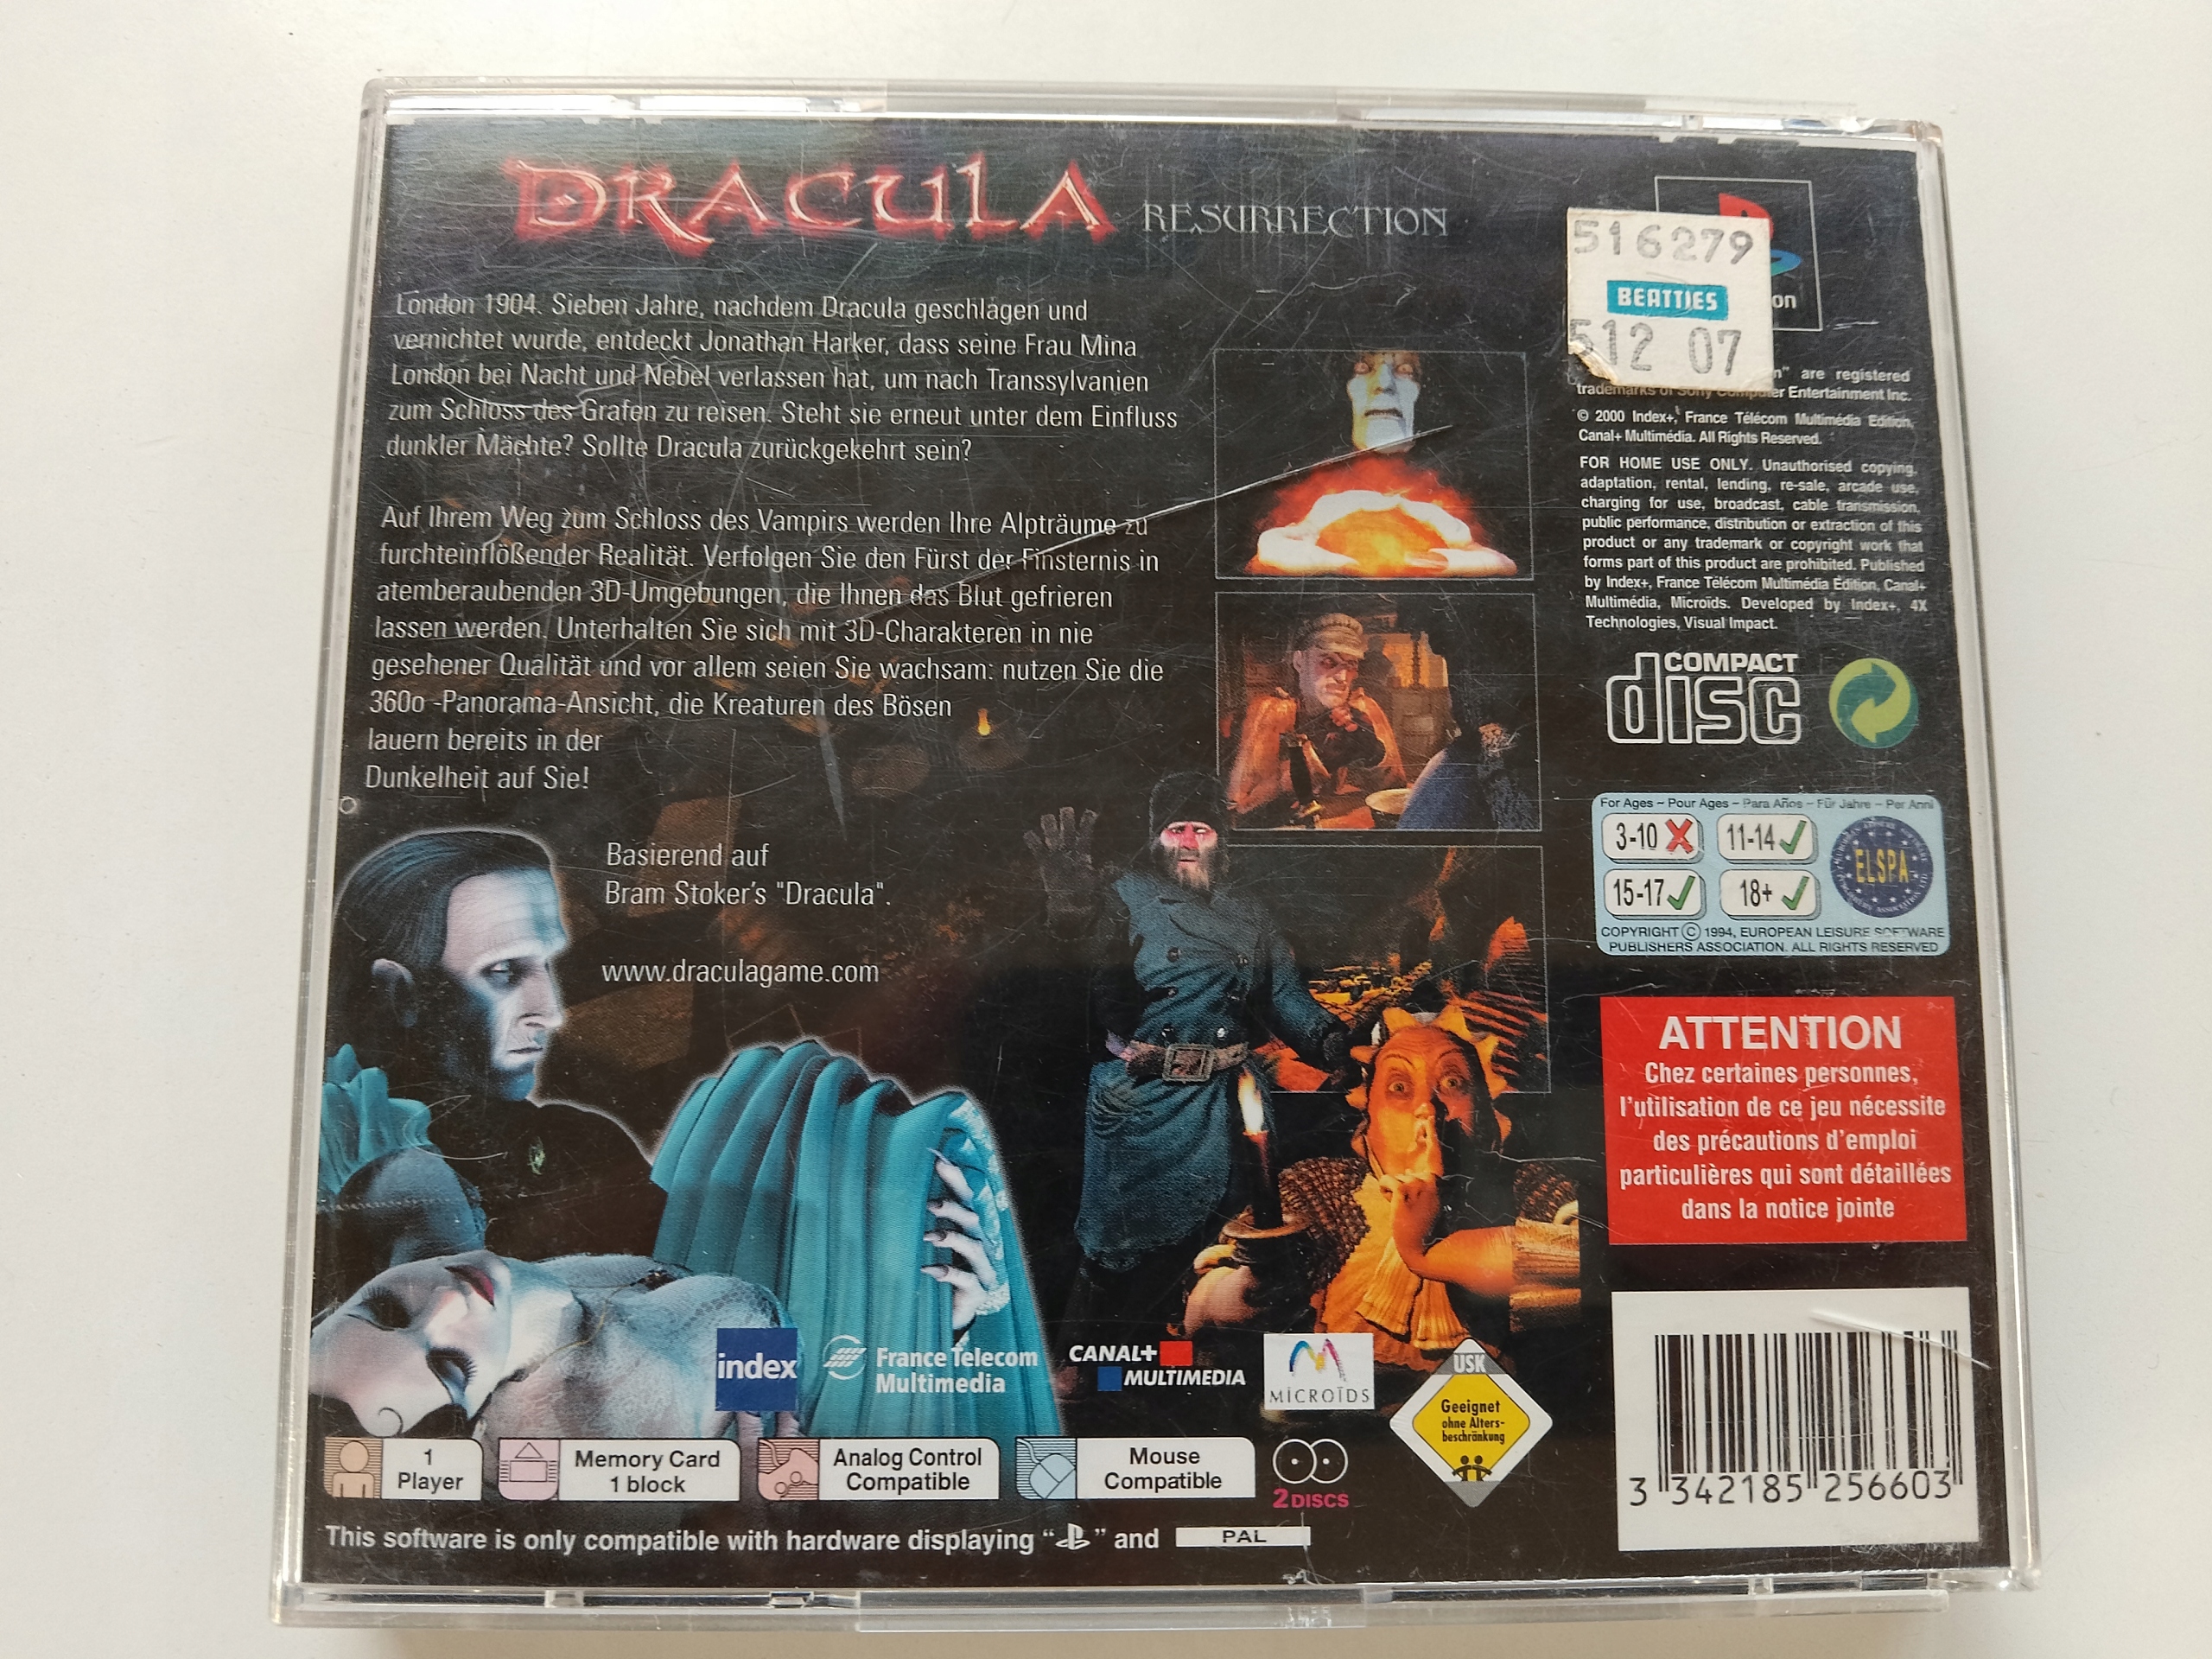 DRACULA RESURRECTION
London 1904. Sieben Jahre, nachdem Dracula geschlagen und
vernichtet wurde, entdeckt Jonathan Harker, dass seine Frau Mina
London bei Nacht und Nebel verlassen hat, um nach Transsylvanien
zum Schloss des Grafen zu reisen. Steht sie erneut unter dem Einfluss
dunkler Mächte? Sollte Dracula zurückgekehrt sein?
Auf Ihrem Weg zum Schloss des Vampirs werden Ihre Alpträume zu
furchteinflößender Realität. Verfolgen Sie den Fürst der Finsternis in
atemberaubenden 3D-Umgebungen, die Ihnen das Blut gefrieren
lassen werden. Unterhalten Sie sich mit 3D-Charakteren in nie
gesehener Qualität und vor allem seien Sie wachsam: nutzen Sie die
360o -Panorama-Ansicht, die Kreaturen des Bösen
lauern bereits in der
Dunkelheit auf Sie!
Basierend auf
Bram Stoker's "Dracula".
www.draculagame.com
516279
BEATTIES
512 07
on
n" are registered
trademarks of Sony Computer Entertainment Inc.
© 2000 Index+, France Télécom Multimédia Edition,
Canal+ Multimédia. All Rights Reserved.
FOR HOME USE ONLY. Unauthorised copying,
adaptation, rental, lending, re-sale, arcade use,
charging for use, broadcast, cable transmission,
public performance, distribution or extraction of this
product or any trademark or copyright work that
forms part of this product are prohibited. Published
by Index+, France Télécom Multimédia Edition, Canal+
Multimédia, Microïds. Developed by Index+, 4X
Technologies, Visual Impact.
COMPACT
disc
For Ages ~ Pour Ages ~ Para Años ~ Für Jahre ~ Per Anni
3-10 11-14
15-17 18+
ELSPA
COPYRIGHT © 1994, EUROPEAN LEISURE SOFTWARE
PUBLISHERS ASSOCIATION. ALL RIGHTS RESERVED
ATTENTION
Chez certaines personnes,
l'utilisation de ce jeu nécessite
des précautions d'emploi
particulières qui sont détaillées
dans la notice jointe
index
France Telecom
Multimedia
CANAL+
MULTIMEDIA
MICROÏDS
USK
Geeignet
ohne Alters-
beschränkung
1
Player
Memory Card
1 block
Analog Control
Compatible
Mouse
Compatible
2 DISCS
3 342185 256603
This software is only compatible with hardware displaying “ ” and PAL